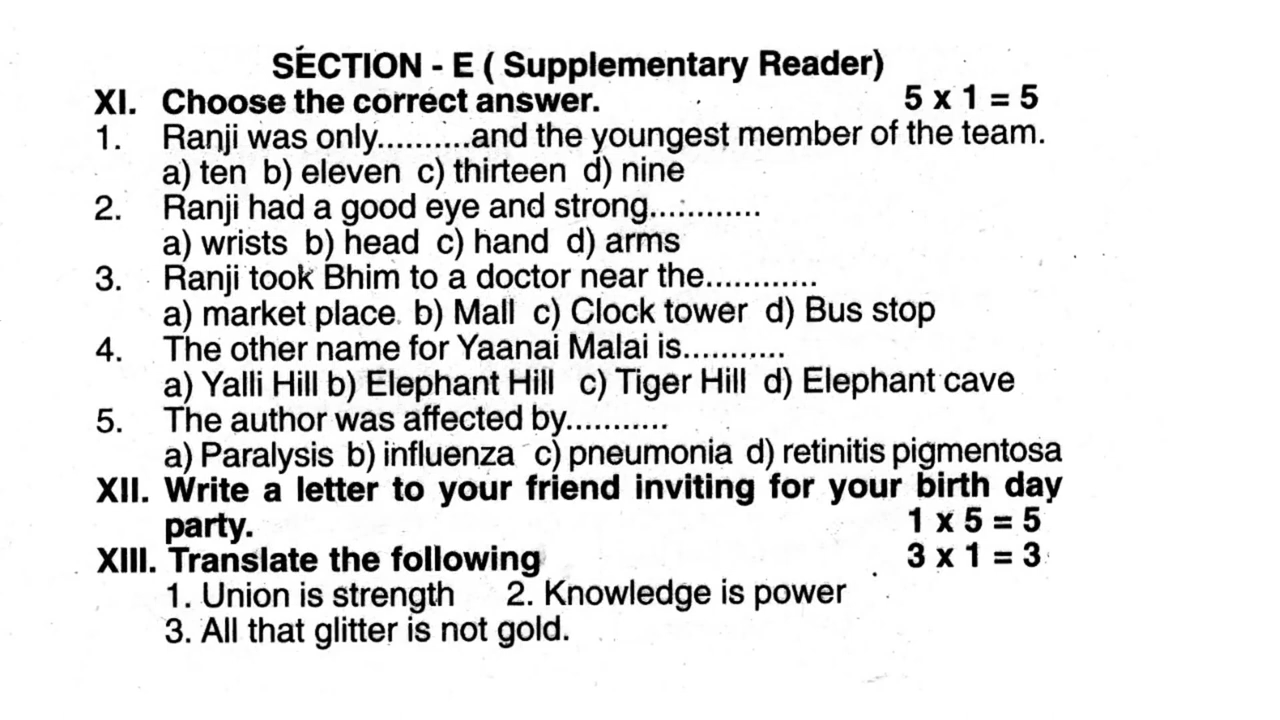 SECTION - E ( Supplementary Reader)
XI. Choose the correct answer. 5 x 1 = 5
1. Ranji was only..........and the youngest member of the team.
a) ten b) eleven c) thirteen d) nine
2. Ranji had a good eye and strong............
a) wrists b) head c) hand d) arms
3. Ranji took Bhim to a doctor near the............
a) market place b) Mall c) Clock tower d) Bus stop
4. The other name for Yaanai Malai is...........
a) Yalli Hill b) Elephant Hill c) Tiger Hill d) Elephant cave
5. The author was affected by...........
a) Paralysis b) influenza c) pneumonia d) retinitis pigmentosa
XII. Write a letter to your friend inviting for your birth day
party. 1 x 5 = 5
XIII. Translate the following 3 x 1 = 3
1. Union is strength 2. Knowledge is power
3. All that glitter is not gold.